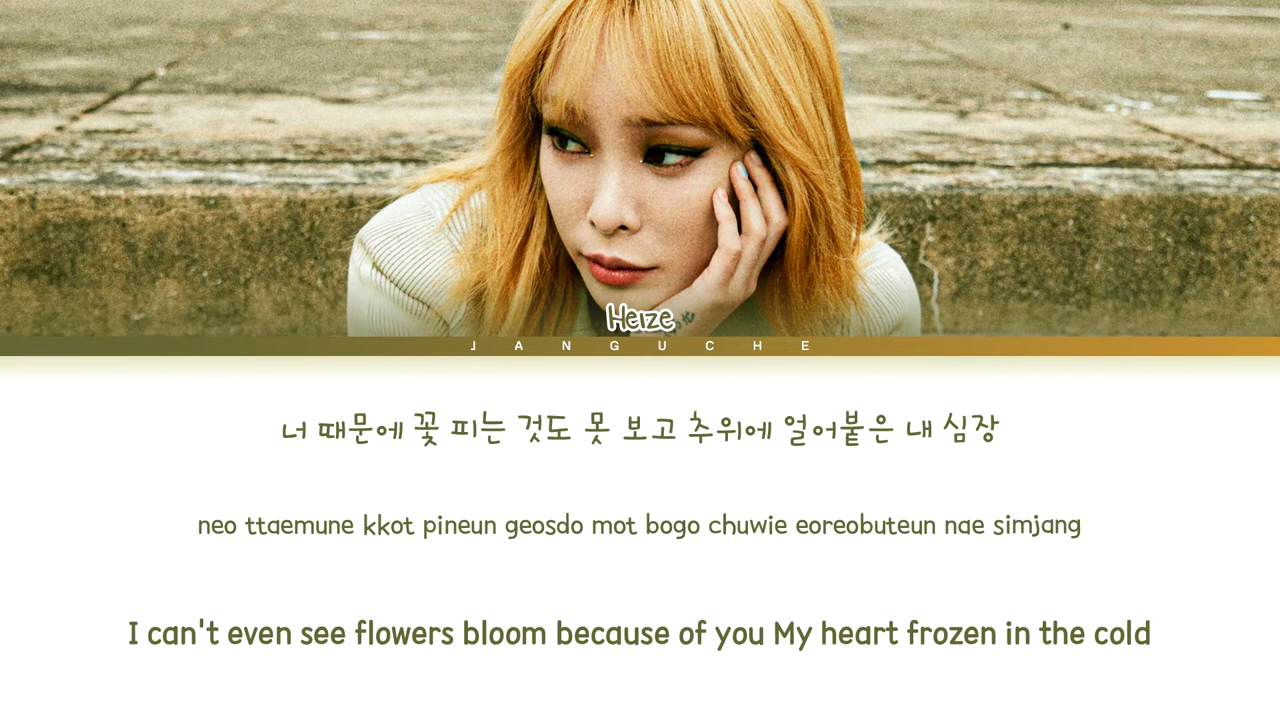 Heize
JANGUCHE
너 때문에 꽃 피는 것도 못 보고 추위에 얼어붙은 내 심장
neo ttaemune kkot pineun geosdo mot bogo chuwie eoreobuteun nae simjang
I can't even see flowers bloom because of you My heart frozen in the cold